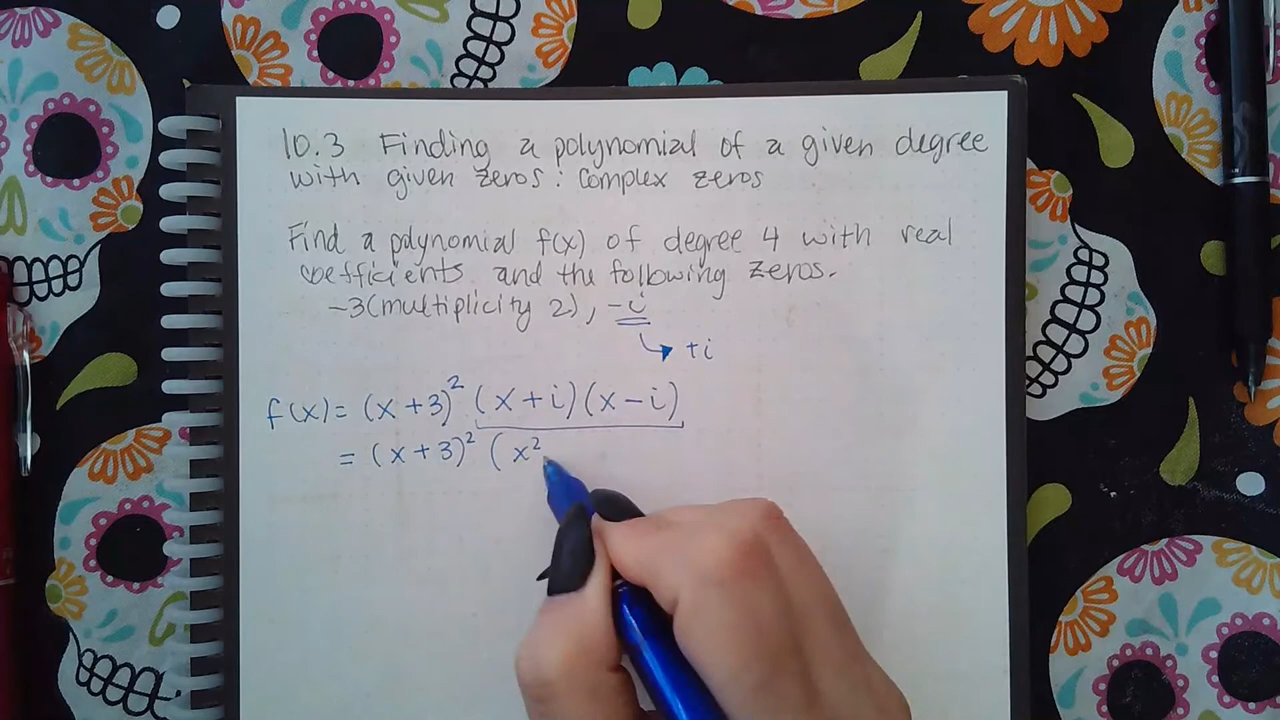 10.3 Finding a polynomial of a given degree
with given zeros: Complex zeros
Find a polynomial f(x) of degree 4 with real
coefficients and the following zeros.
-3(multiplicity 2), -i
+i
f(x) = (x+3)² (x+i)(x-i)
= (x+3)² (x²